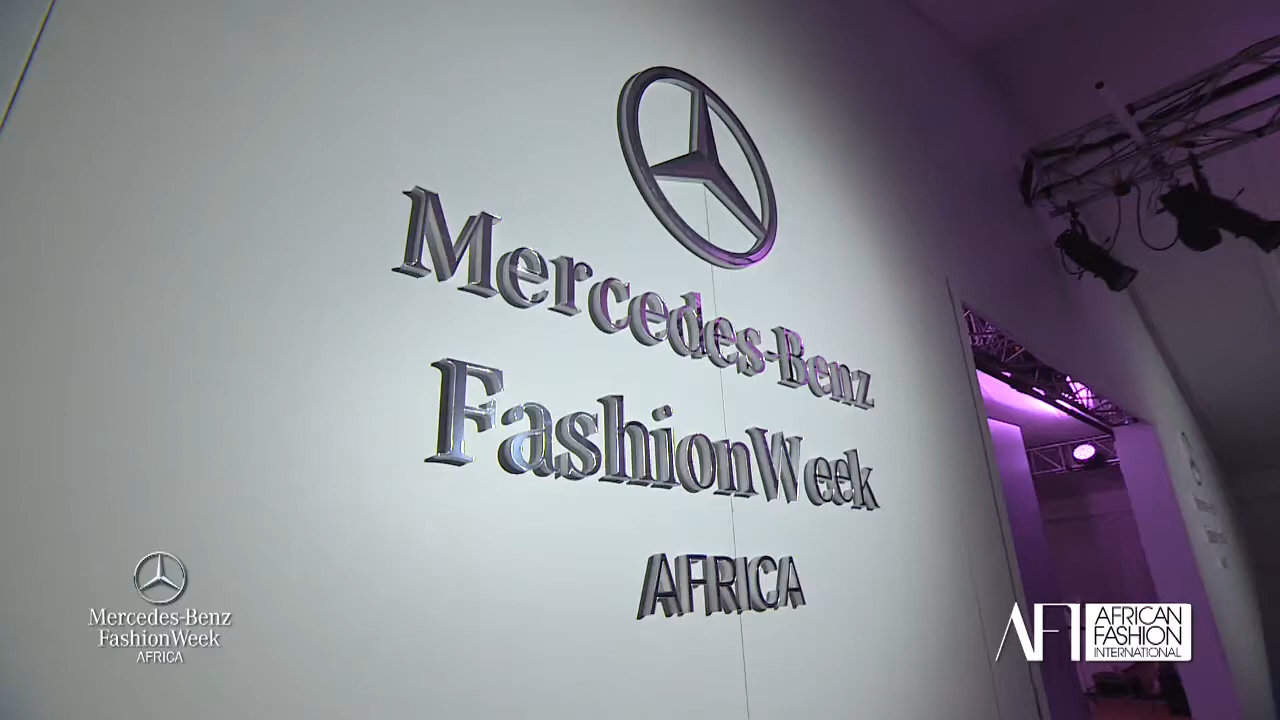 Mercedes-Benz
FashionWeek
AFRICA
Mercedes-Benz
FashionWeek
AFRICA
AFI
AFRICAN
FASHION
INTERNATIONAL